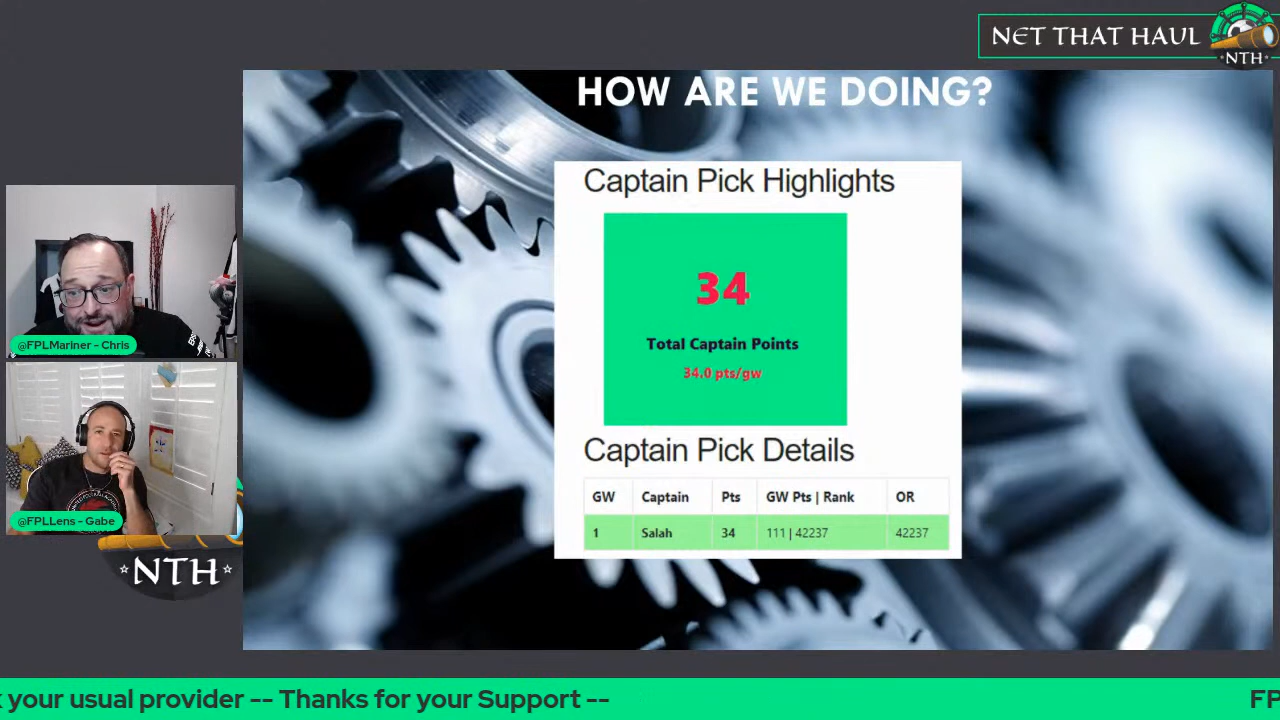 NET THAT HAUL
NTH
HOW ARE WE DOING?
Captain Pick Highlights
34
Total Captain Points
34.0 pts/gw
Captain Pick Details
GW Captain Pts GW Pts | Rank OR
1 Salah 34 111 | 42237 42237
@FPLMariner - Chris
@FPLLens - Gabe
NTH
your usual provider -- Thanks for your Support --
FP